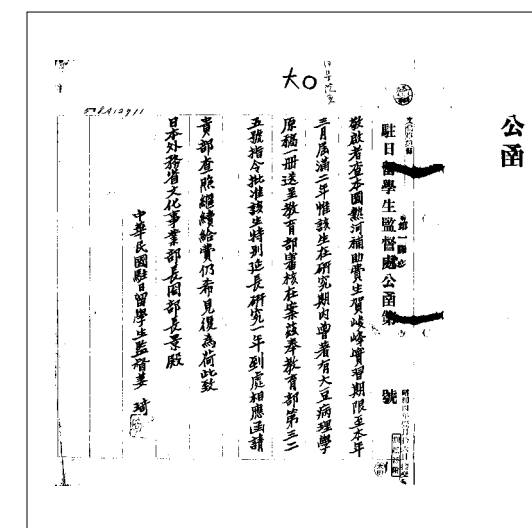 公函
駐日留學生監督處公函第
號
大〇
敬啟者查本國熱河補助費生賀峻峰實習期限至本年
三月屆滿二年惟該生在研究期內曾著有大豆病理學
原稿一冊送呈教育部審核在案茲奉教育部第三二
五號指令批准該生特別延長研究一年到處相應函請
貴部查照繼續給費仍希見復為荷此致
日本外務省文化事業部長岡部長景殿
中華民國駐日留學生監督姜琦